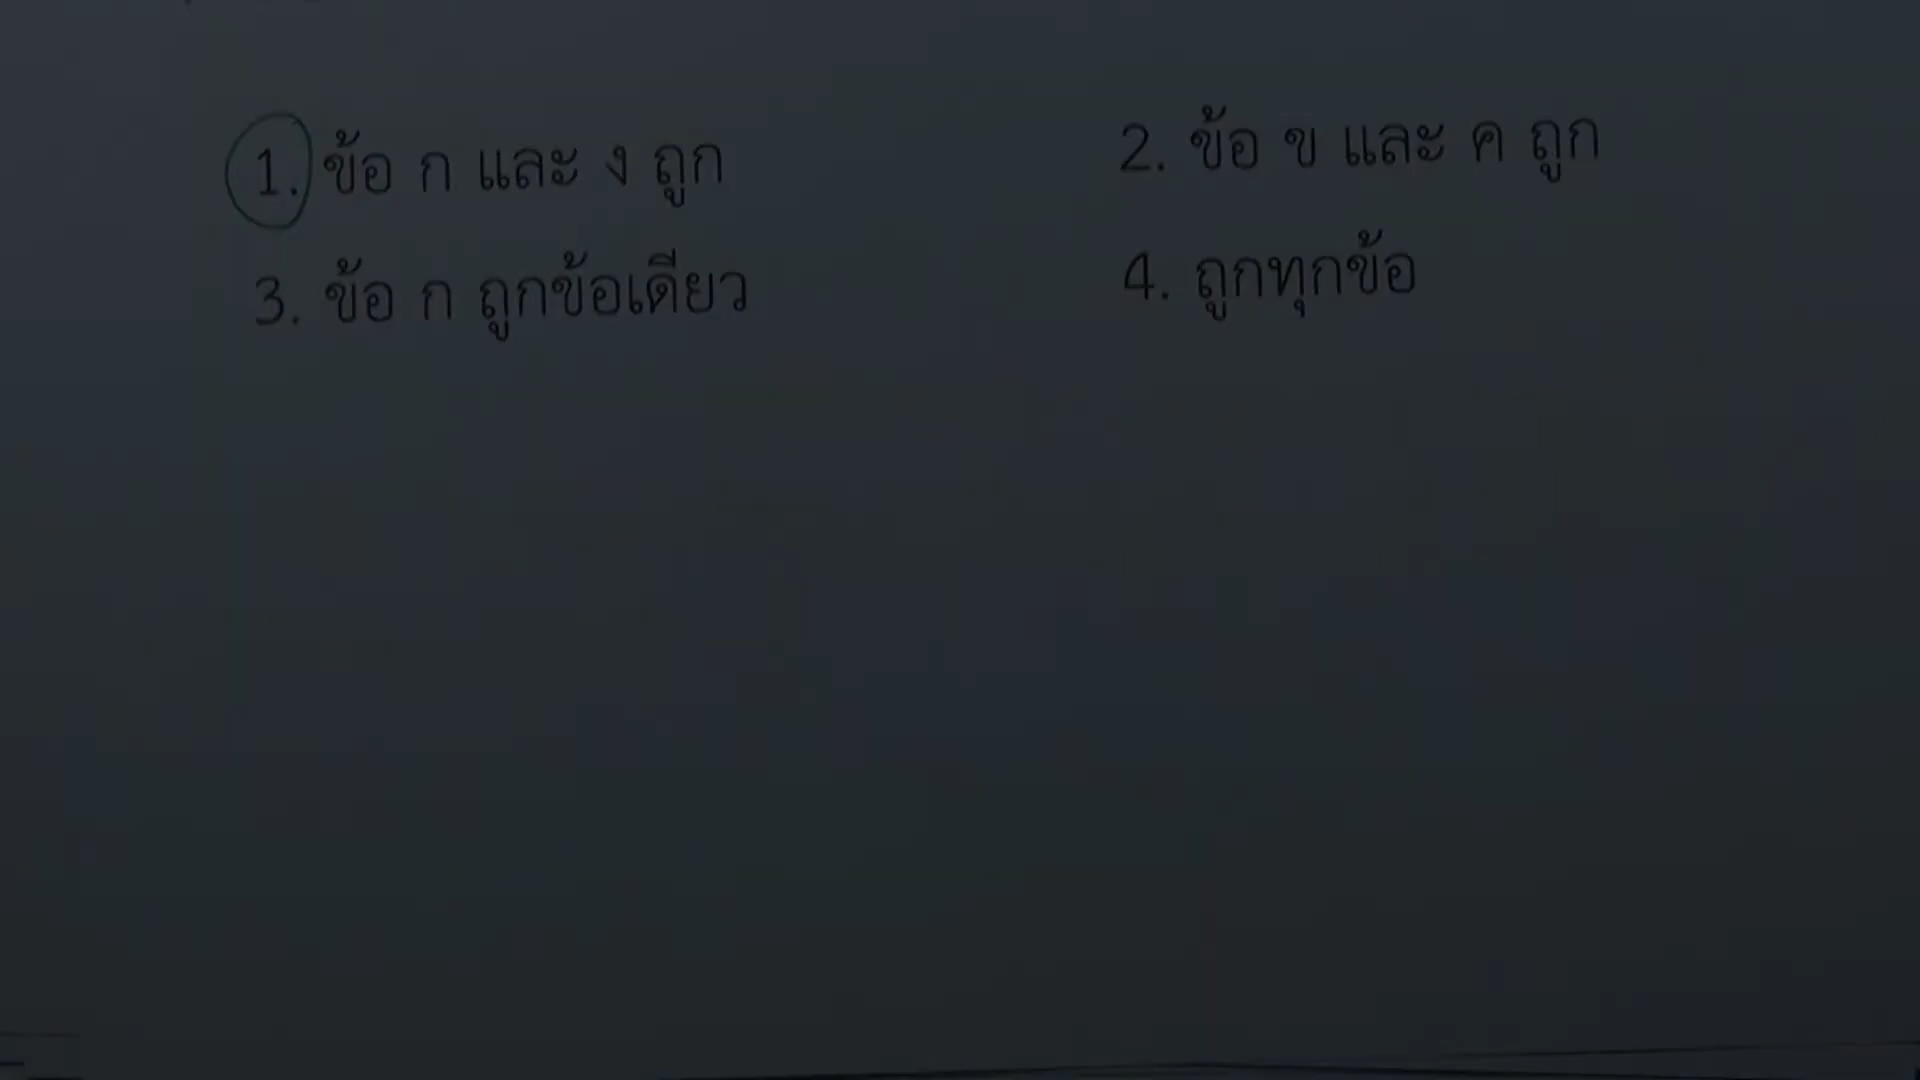 1. ข้อ ก และ ง ถูก
2. ข้อ ข และ ค ถูก
3. ข้อ ก ถูกข้อเดียว
4. ถูกทุกข้อ